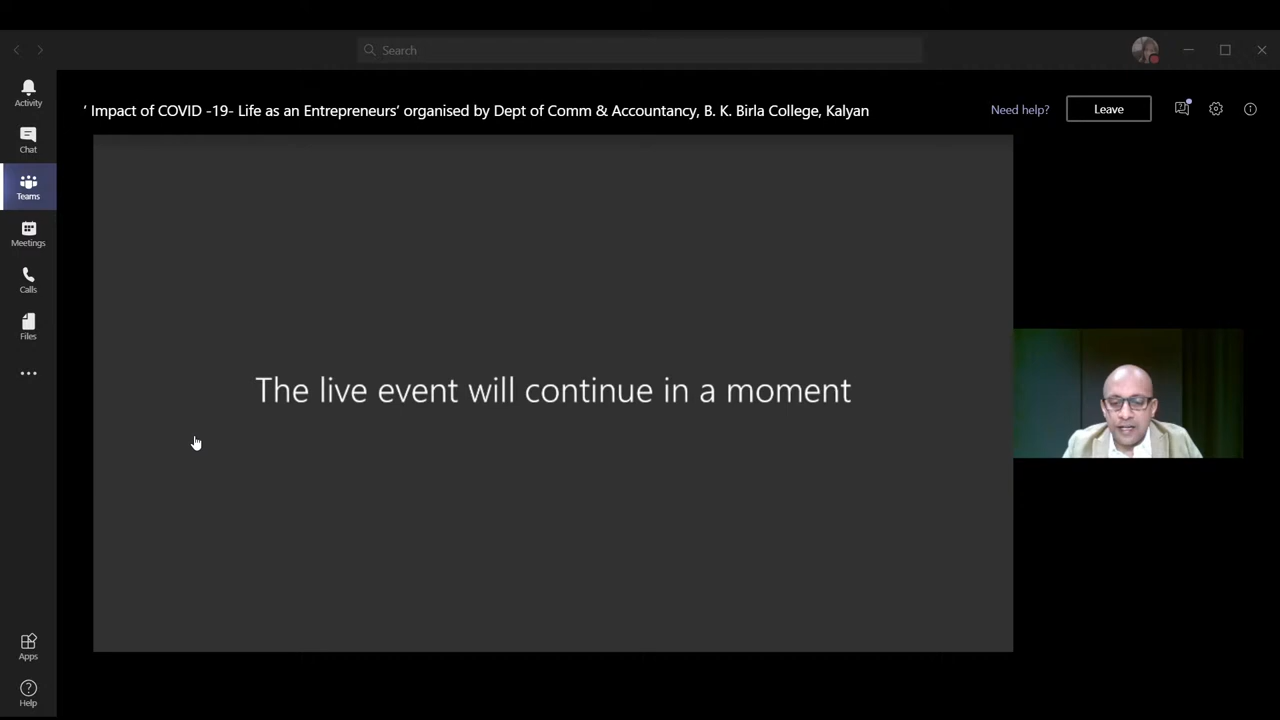 Search
Activity
Chat
Teams
Meetings
Calls
Files
Apps
Help
‘ Impact of COVID -19- Life as an Entrepreneurs’ organised by Dept of Comm & Accountancy, B. K. Birla College, Kalyan
Need help?
Leave
The live event will continue in a moment